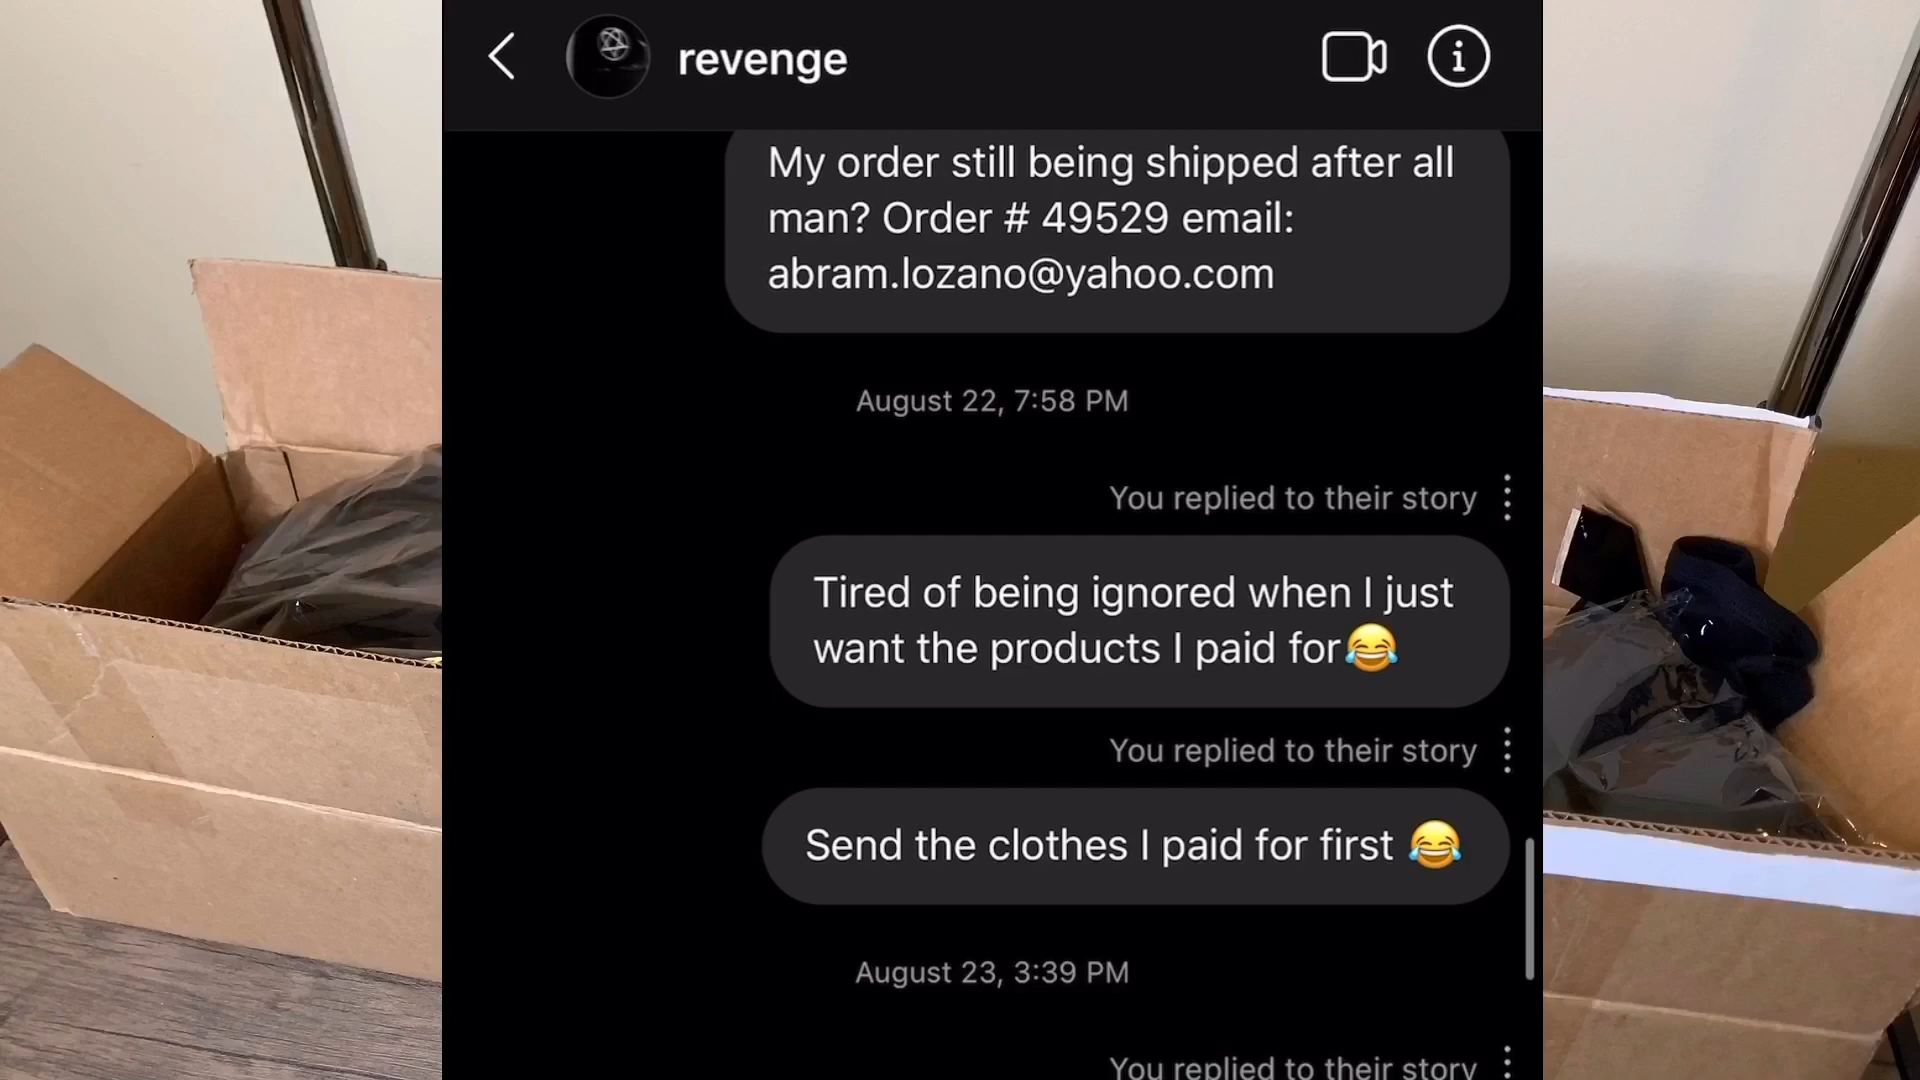 revenge
My order still being shipped after all
man? Order # 49529 email:
abram.lozano@yahoo.com
August 22, 7:58 PM
You replied to their story
Tired of being ignored when I just
want the products I paid for😂
You replied to their story
Send the clothes I paid for first 😂
August 23, 3:39 PM
You replied to their story